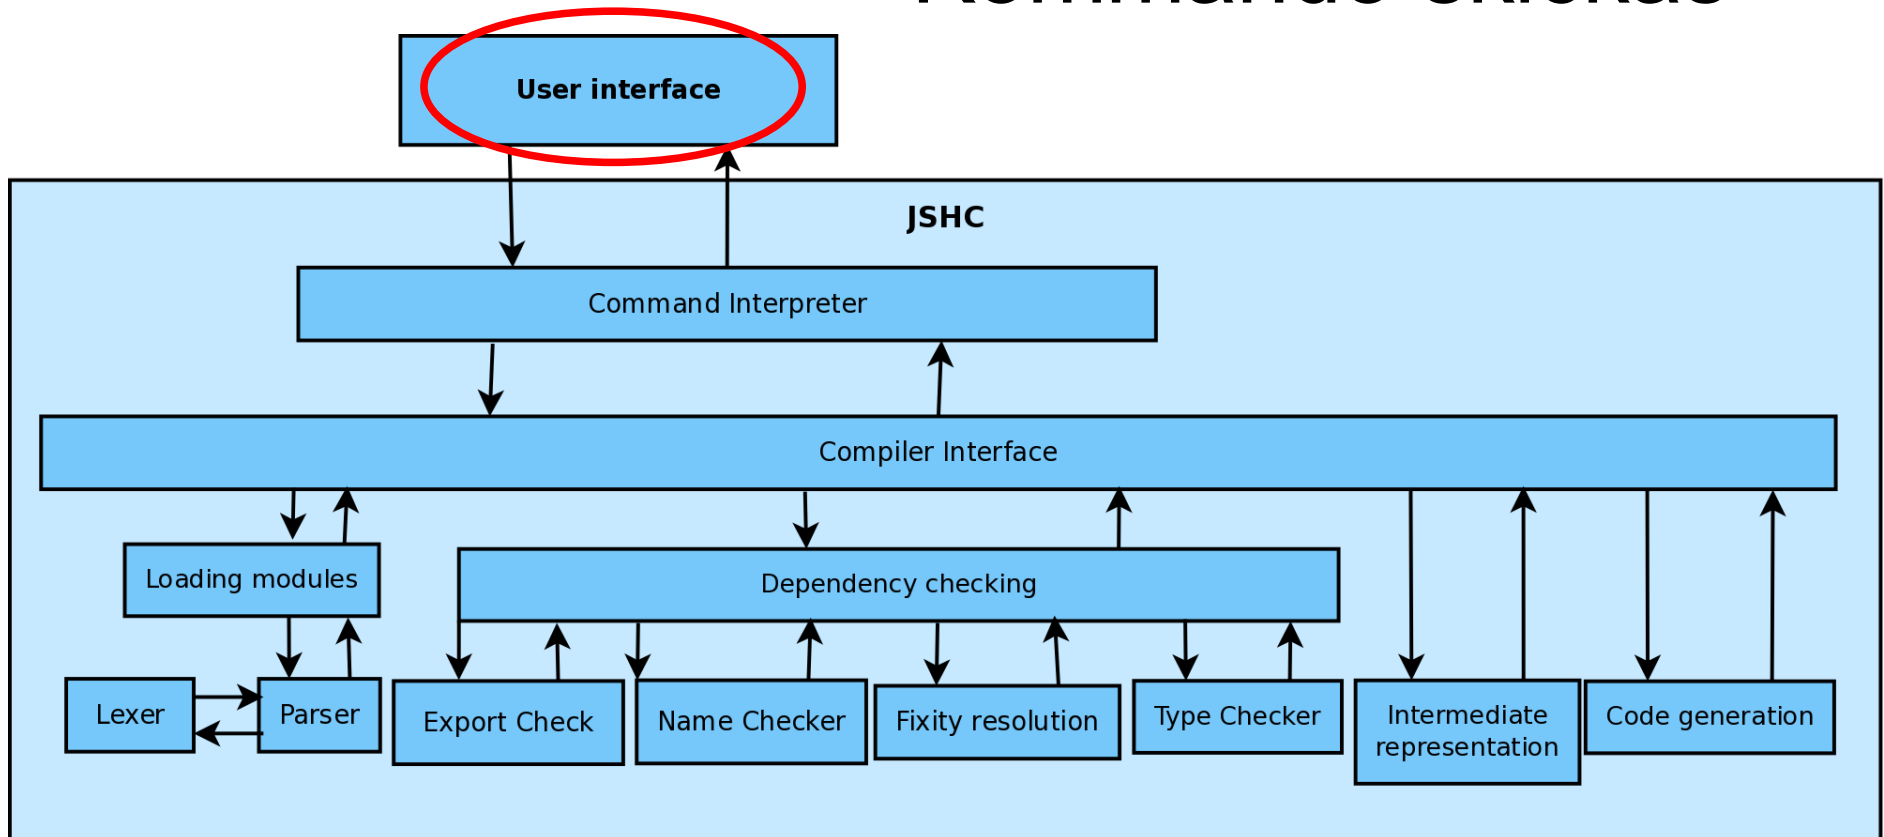 User interface
JSHC
Command Interpreter
Compiler Interface
Loading modules
Dependency checking
Lexer
Parser
Export Check
Name Checker
Fixity resolution
Type Checker
Intermediate
representation
Code generation